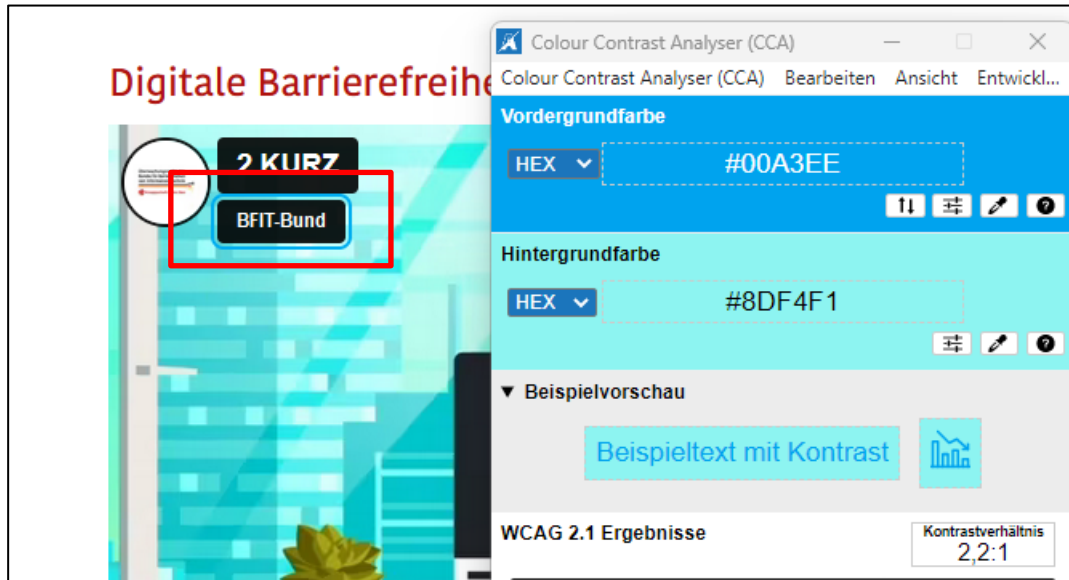 Digitale Barrierefreihe
2 KURZ
BFIT-Bund
Colour Contrast Analyser (CCA)
Colour Contrast Analyser (CCA) Bearbeiten Ansicht Entwickl...
Vordergrundfarbe
HEX #00A3EE
Hintergrundfarbe
HEX #8DF4F1
▼ Beispielvorschau
Beispieltext mit Kontrast
WCAG 2.1 Ergebnisse
Kontrastverhältnis
2,2:1